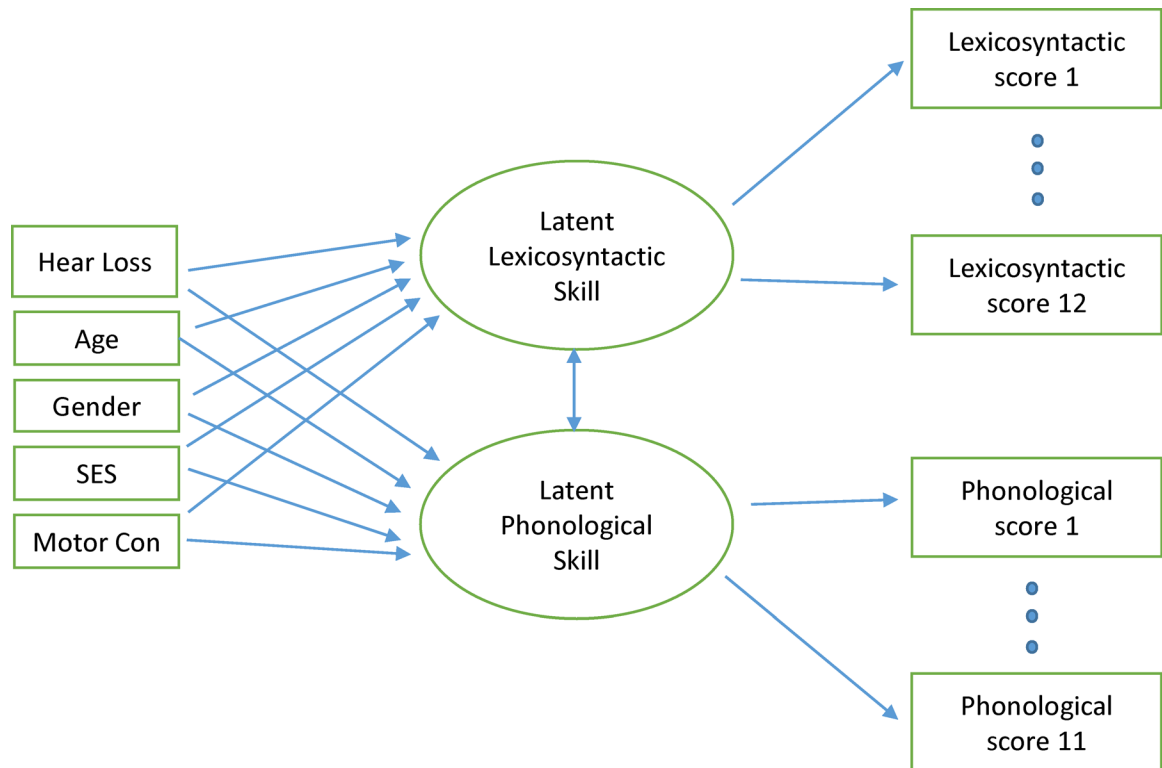 Hear Loss
Age
Gender
SES
Motor Con
Latent
Lexicosyntactic
Skill
Latent
Phonological
Skill
Lexicosyntactic
score 1
Lexicosyntactic
score 12
Phonological
score 1
Phonological
score 11